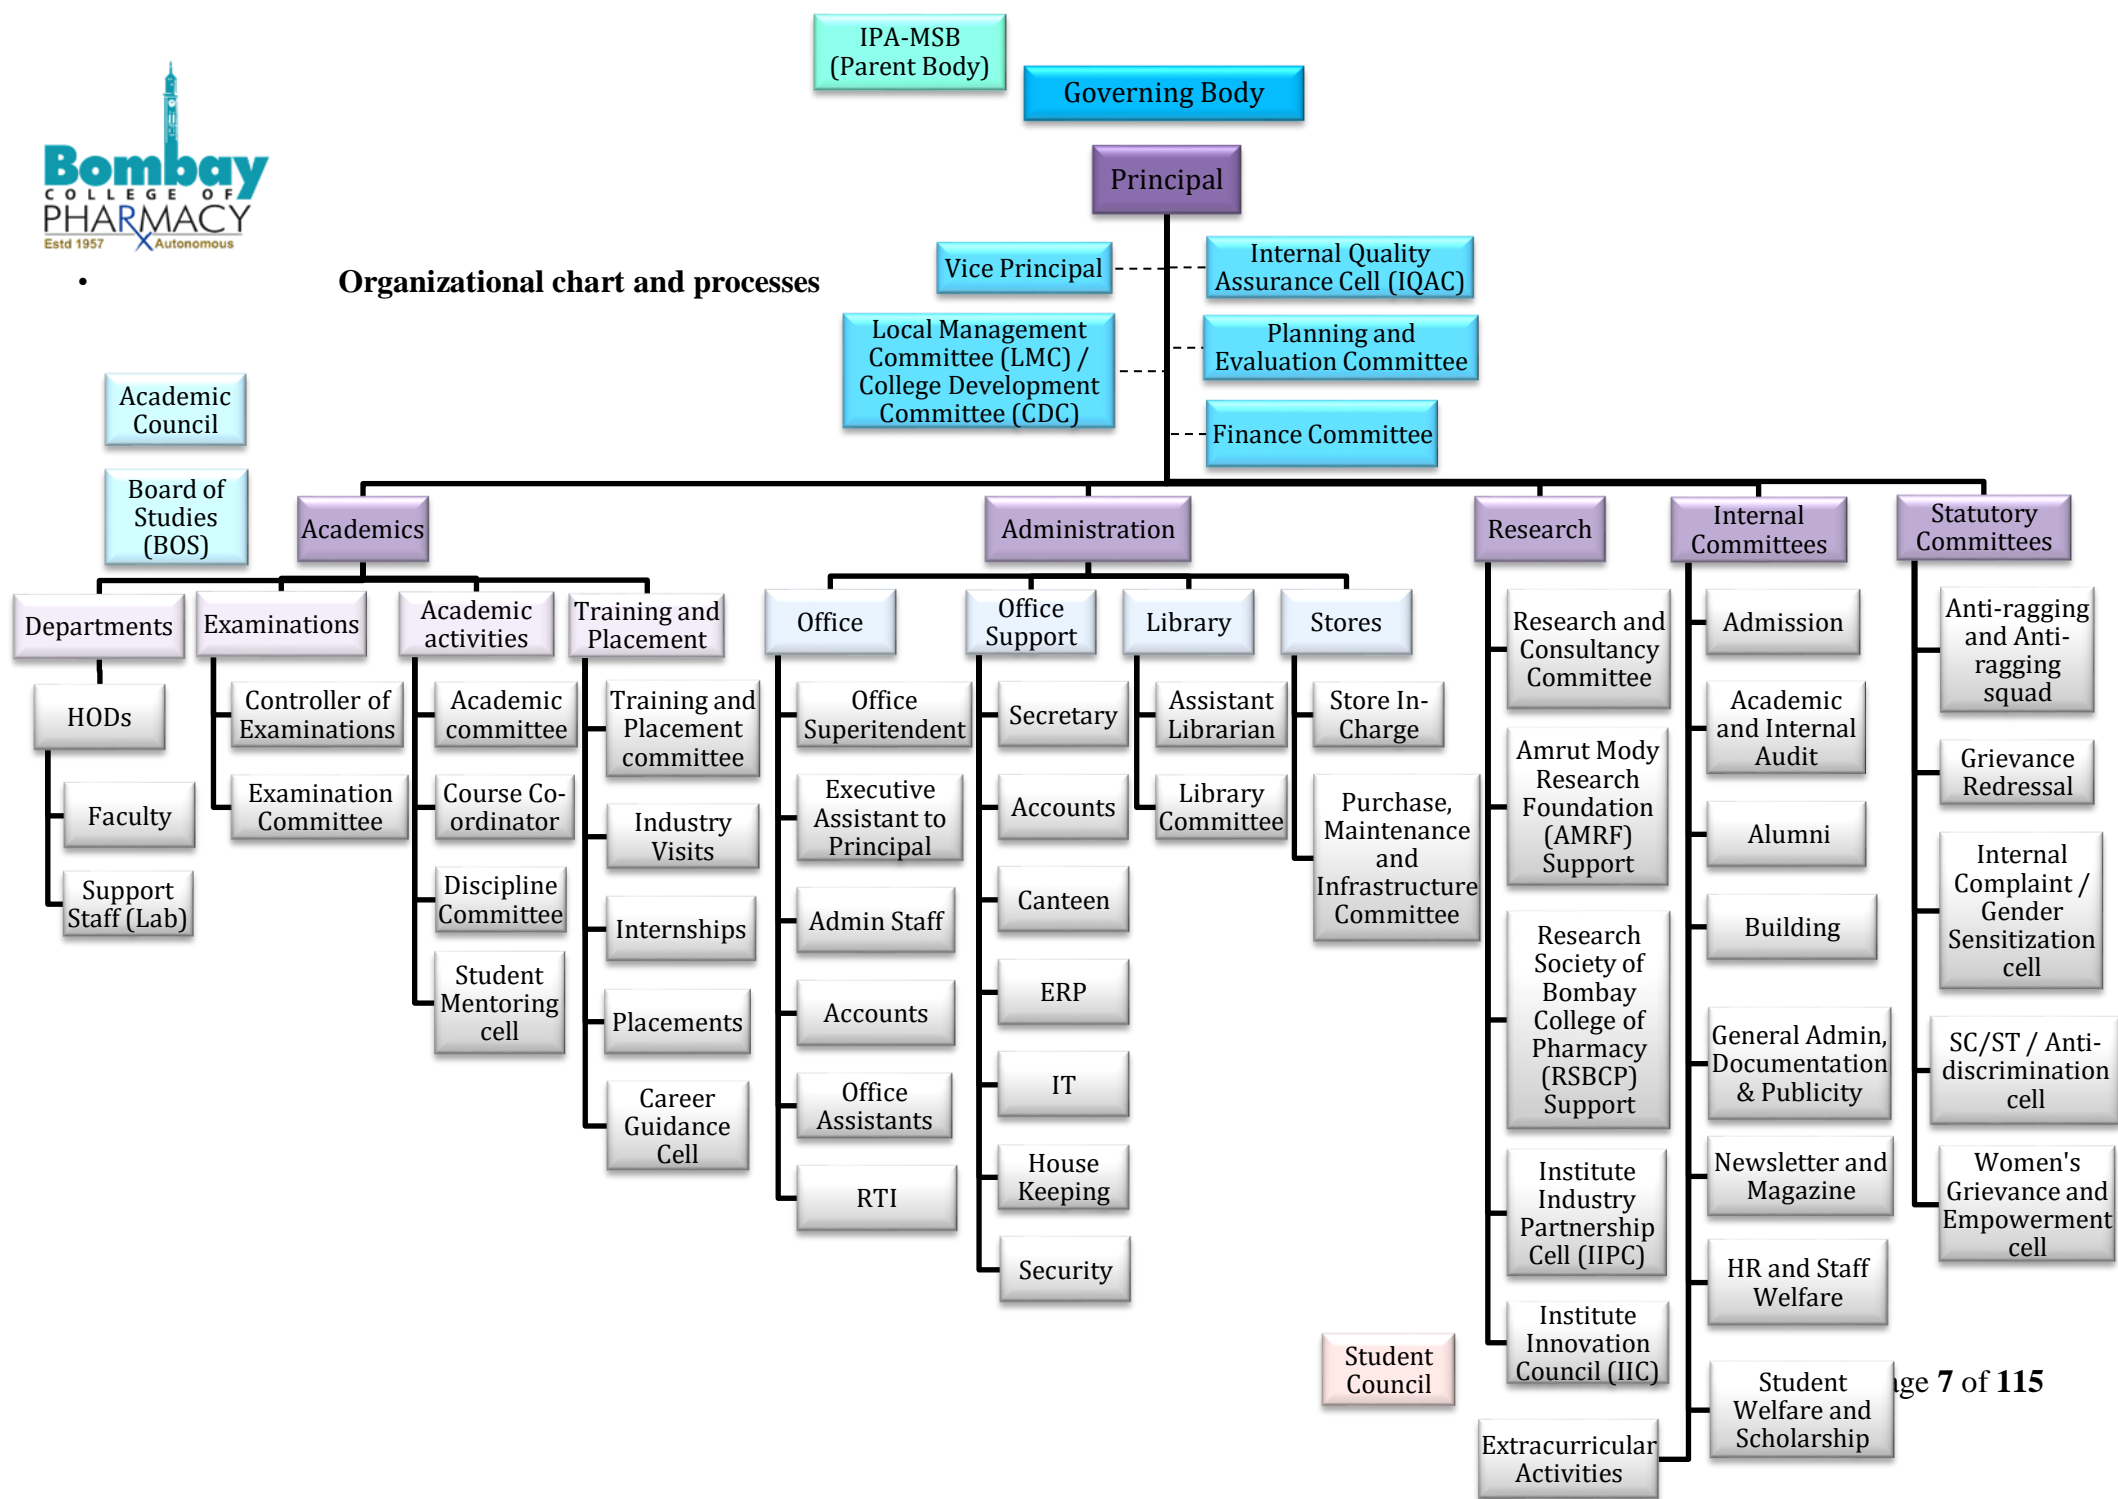 IPA-MSB
(Parent Body)
Governing Body
Principal
Bombay
COLLEGE OF
PHARMACY
Estd 1957
Autonomous
Vice Principal
Internal Quality
Assurance Cell (IQAC)
• Organizational chart and processes
Local Management
Committee (LMC) /
College Development
Committee (CDC)
Planning and
Evaluation Committee
Finance Committee
Academic
Council
Board of
Studies
(BOS)
Academics
Administration
Research
Internal
Committees
Statutory
Committees
Departments
HODs
Faculty
Support
Staff (Lab)
Examinations
Controller of
Examinations
Examination
Committee
Academic
activities
Academic
committee
Course Co-
ordinator
Discipline
Committee
Student
Mentoring
cell
Training and
Placement
Training and
Placement
committee
Industry
Visits
Internships
Placements
Career
Guidance
Cell
Office
Office
Superitendent
Executive
Assistant to
Principal
Admin Staff
Accounts
Office
Assistants
RTI
Office
Support
Secretary
Accounts
Canteen
ERP
IT
House
Keeping
Security
Library
Assistant
Librarian
Library
Committee
Stores
Store In-
Charge
Purchase,
Maintenance
and
Infrastructure
Committee
Research and
Consultancy
Committee
Amrut Mody
Research
Foundation
(AMRF)
Support
Research
Society of
Bombay
College of
Pharmacy
(RSBCP)
Support
Institute
Industry
Partnership
Cell (IIPC)
Institute
Innovation
Council (IIC)
Admission
Academic
and Internal
Audit
Alumni
Building
General Admin,
Documentation
& Publicity
Newsletter and
Magazine
HR and Staff
Welfare
Student
Welfare and
Scholarship
Extracurricular
Activities
Anti-ragging
and Anti-
ragging
squad
Grievance
Redressal
Internal
Complaint /
Gender
Sensitization
cell
SC/ST / Anti-
discrimination
cell
Women's
Grievance and
Empowerment
cell
Student
Council
age 7 of 115